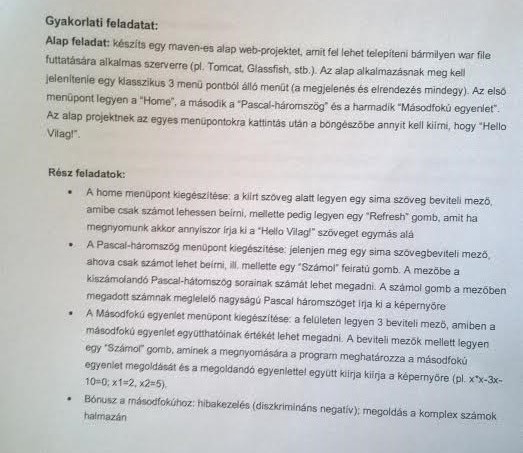 Gyakorlati feladatat:
Alap feladat: készíts egy maven-es alap web-projektet, amit fel lehet telepíteni bármilyen war file
futtatására alkalmas szerverre (pl. Tomcat, Glassfish, stb.). Az alap alkalmazásnak meg kell
jelenítenie egy klasszikus 3 menü pontból álló menüt (a megjelenés és elrendezés mindegy). Az első
menüpont legyen a "Home", a második a "Pascal-háromszög" és a harmadik "Másodfokú egyenlet".
Az alap projektnek az egyes menüpontokra kattintás után a böngészőbe annyit kell kiírni, hogy "Hello
Vilag!".
Rész feladatok:
• A home menüpont kiegészítése: a kiírt szöveg alatt legyen egy sima szöveg beviteli mező,
amibe csak számot lehessen beírni, mellette pedig legyen egy "Refresh" gomb, amit ha
megnyomunk akkor annyiszor írja ki a "Hello Vilag!" szöveget egymás alá
• A Pascal-háromszög menüpont kiegészítése: jelenjen meg egy sima szövegbeviteli mező,
ahova csak számot lehet beírni, ill. mellette egy "Számol" feiratú gomb. A mezőbe a
kiszámolandó Pascal-hátomszög sorainak számát lehet megadni. A számol gomb a mezőben
megadott számnak meglelelő nagyságú Pascal háromszöget írja ki a képernyőre
• A Másodfokú egyenlet menüpont kiegészítése: a felületen legyen 3 beviteli mező, amiben a
másodfokú egyenlet együtthatóinak értékét lehet megadni. A beviteli mezők mellett legyen
egy "Számol" gomb, aminek a megnyomására a program meghatározza a másodfokú
egyenlet megoldását és a megoldandó egyenlettel együtt kiírja kiírja a képernyőre (pl. x*x-3x-
10=0; x1=2, x2=5).
• Bónusz a másodfokúhoz: hibakezelés (diszkrimináns negatív); megoldás a komplex számok
halmazán